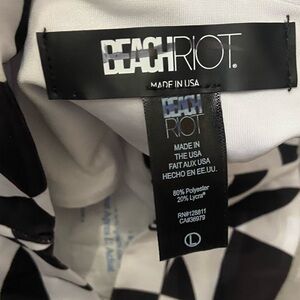 BEACHRIOT.
MADE IN USA
BEACH
RIOT
MADE IN
THE USA
FAIT AUX USA
HECHO EN EE.UU.
80% Polyester
20% Lycra®
RN#128811
CA#36979
L